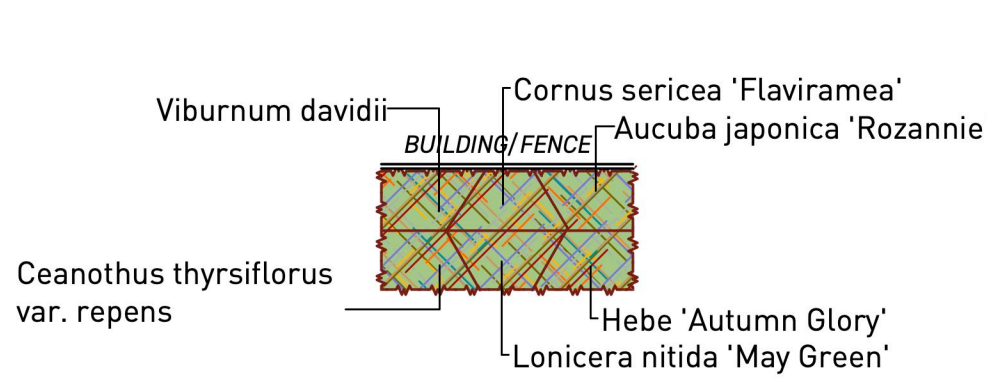 Cornus sericea 'Flaviramea'
Viburnum davidii
Aucuba japonica 'Rozannie
BUILDING/FENCE
Ceanothus thyrsiflorus
var. repens
Hebe 'Autumn Glory'
Lonicera nitida 'May Green'